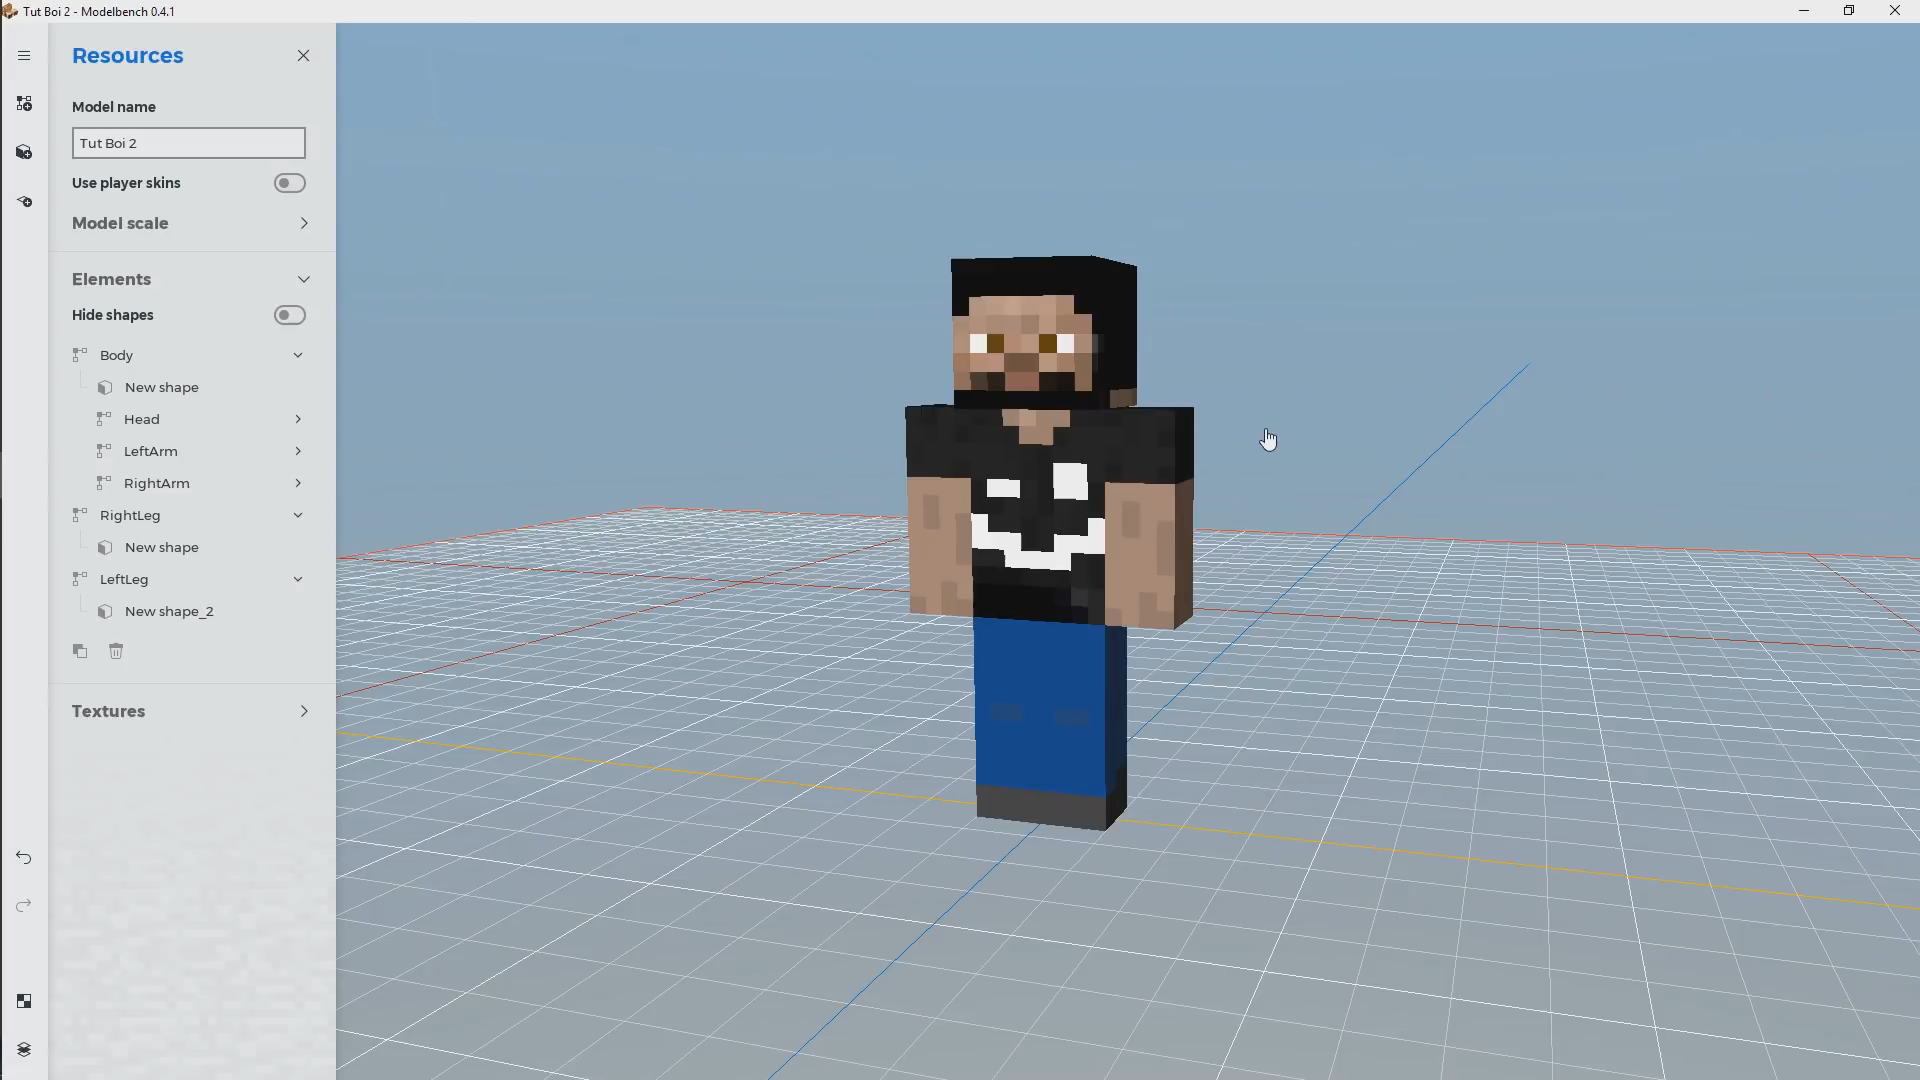 Tut Boi 2 - Modelbench 0.4.1
Resources
Model name
Tut Boi 2
Use player skins
Model scale
Elements
Hide shapes
Body
New shape
Head
LeftArm
RightArm
RightLeg
New shape
LeftLeg
New shape_2
Textures